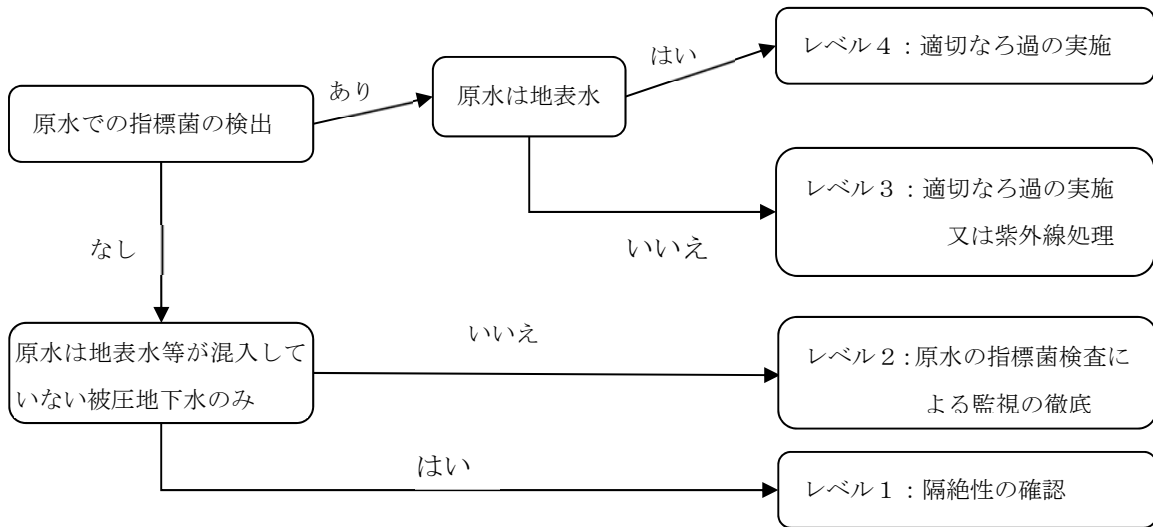 レベル４：適切なろ過の実施
はい
あり
原水は地表水
原水での指標菌の検出
レベル３：適切なろ過の実施
又は紫外線処理
いいえ
なし
いいえ
原水は地表水等が混入して
いない被圧地下水のみ
レベル２：原水の指標菌検査に
よる監視の徹底
はい
レベル１：隔絶性の確認